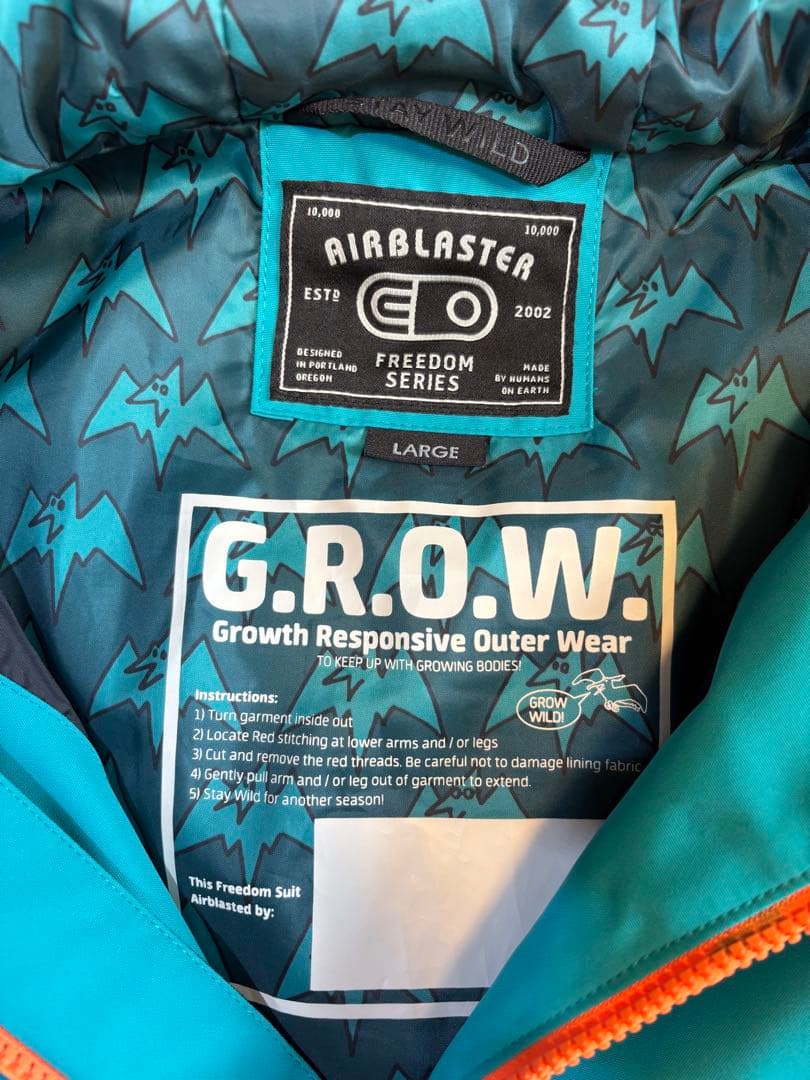 STAY WILD
10,000
10,000
AIRBLASTER
ESTD
2002
DESIGNED
IN PORTLAND
OREGON
FREEDOM
SERIES
MADE
BY HUMANS
ON EARTH
LARGE
G.R.O.W.
Growth Responsive Outer Wear
TO KEEP UP WITH GROWING BODIES!
GROW
WILD!
Instructions:
1) Turn garment inside out
2) Locate Red stitching at lower arms and / or legs
3) Cut and remove the red threads. Be careful not to damage lining fabric
4) Gently pull arm and / or leg out of garment to extend.
5) Stay Wild for another season!
This Freedom Suit
Airblasted by: